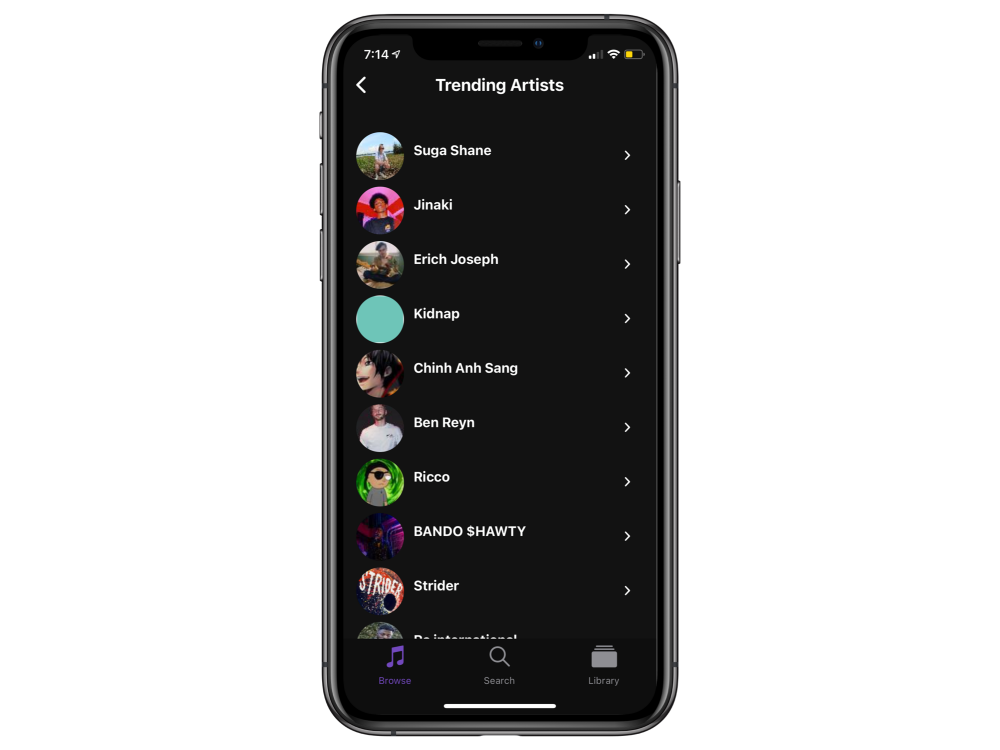 7:14
Trending Artists
Suga Shane
Jinaki
Erich Joseph
Kidnap
Chinh Anh Sang
Ben Reyn
Ricco
BANDO $HAWTY
STRIDER
Strider
international
Browse
Search
Library